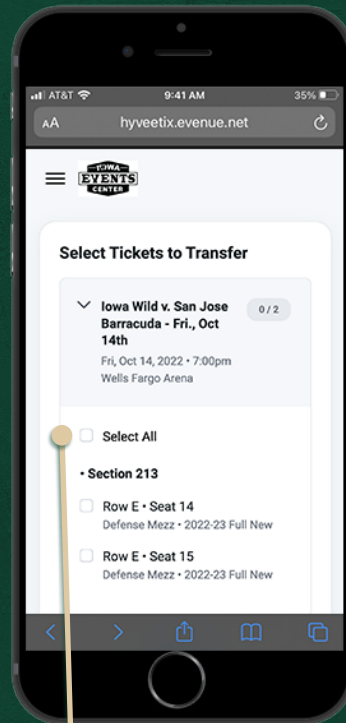 AT&T 9:41 AM 35%
AA hyveetix.evenue.net
IOWA
EVENTS
CENTER
Select Tickets to Transfer
Iowa Wild v. San Jose 0 / 2
Barracuda - Fri., Oct
14th
Fri, Oct 14, 2022 • 7:00pm
Wells Fargo Arena
Select All
• Section 213
Row E • Seat 14
Defense Mezz • 2022-23 Full New
Row E • Seat 15
Defense Mezz • 2022-23 Full New